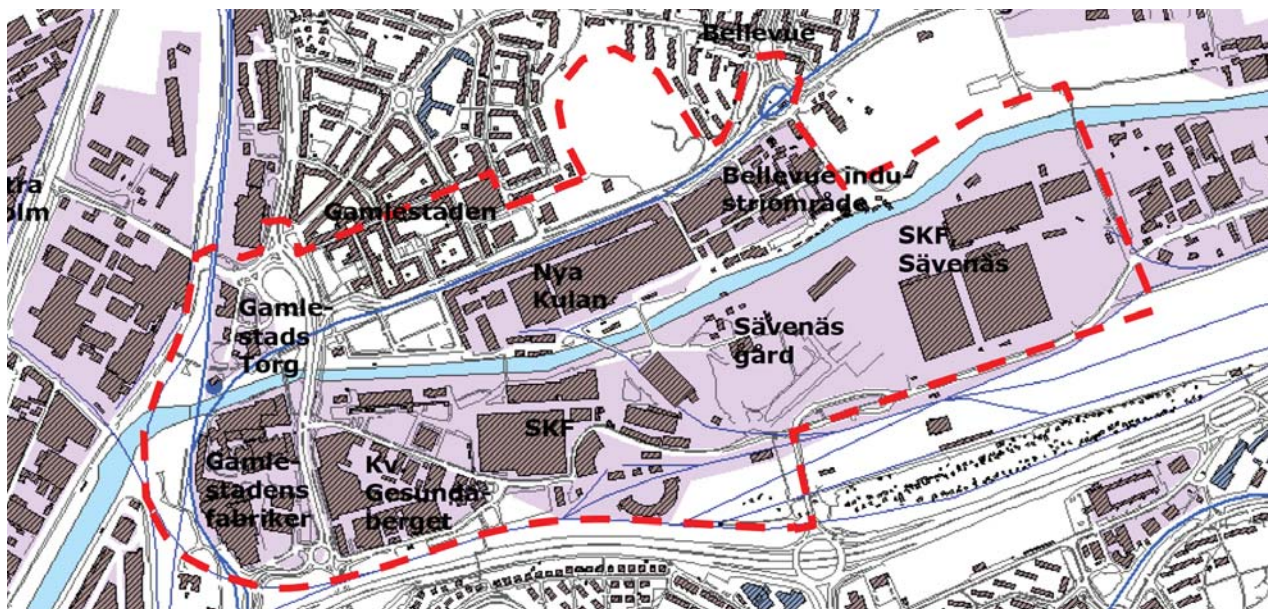 Bellevue
Gamlestaden
Bellevue indu-
striområde
SKF
Sävenäs
Nya
Kulan
Gamle-
stads
Torg
Sävenäs
gård
SKF
Gamle-
stadens
fabriker
Kv.
Gesunda-
berget